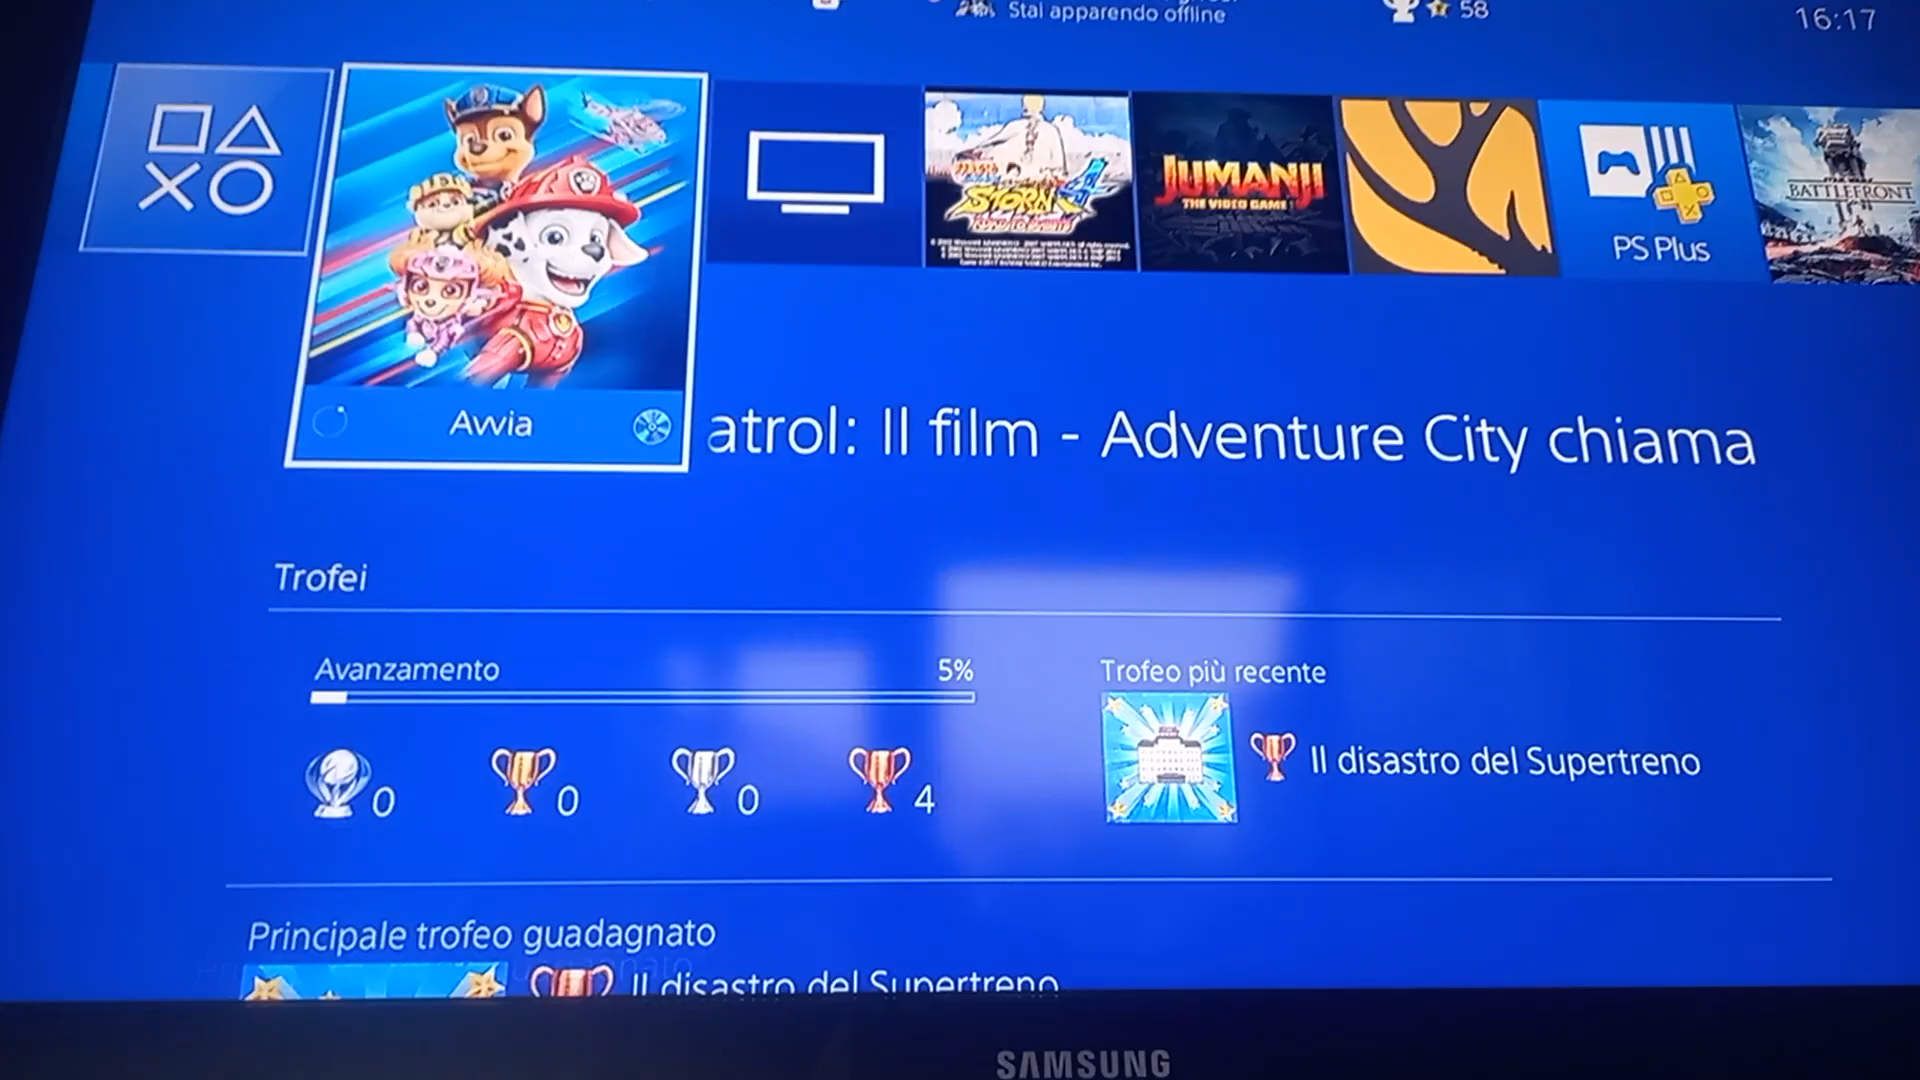 Stai apparendo offline
58
16:17
STORM 4
JUMANJI
THE VIDEO GAME
PS Plus
BATTLEFRONT
Avvia
atrol: Il film - Adventure City chiama
Trofei
Avanzamento
5%
Trofeo più recente
0
0
0
4
Il disastro del Supertreno
Principale trofeo guadagnato
Il disastro del Supertreno
SAMSUNG